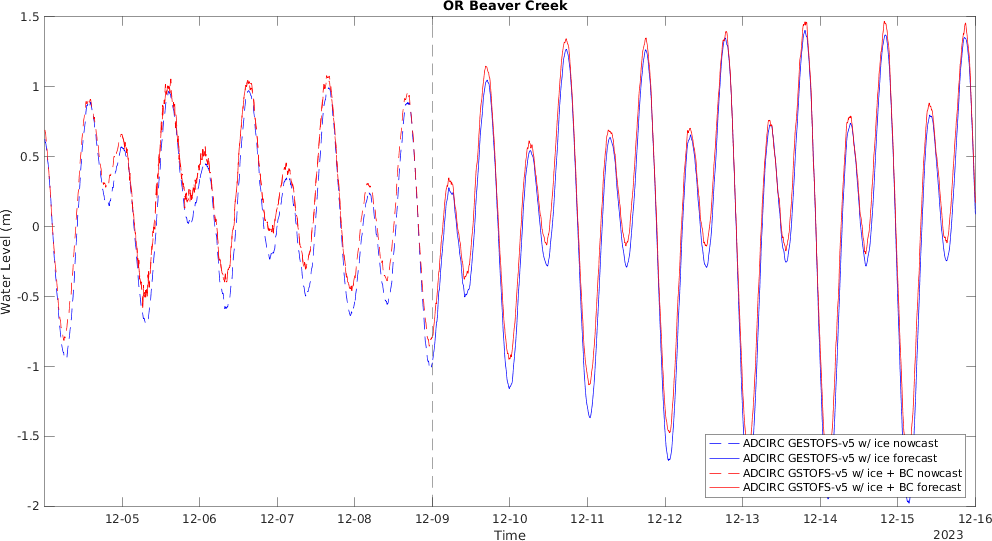 OR Beaver Creek
1.5
1
0.5
0
-0.5
-1
-1.5
-2
Water Level (m)
ADCIRC GESTOFS-v5 w/ ice nowcast
ADCIRC GESTOFS-v5 w/ ice forecast
ADCIRC GSTOFS-v5 w/ ice + BC nowcast
ADCIRC GSTOFS-v5 w/ ice + BC forecast
12-05 12-06 12-07 12-08 12-09 12-10 12-11 12-12 12-13 12-14 12-15 12-16
Time
2023